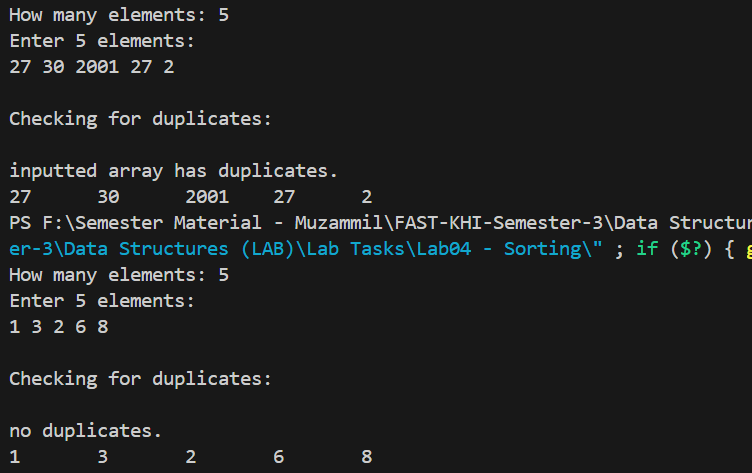 How many elements: 5
Enter 5 elements:
27 30 2001 27 2
Checking for duplicates:
inputted array has duplicates.
27 30 2001 27 2
PS F:\Semester Material - Muzammil\FAST-KHI-Semester-3\Data Structur
er-3\Data Structures (LAB)\Lab Tasks\Lab04 - Sorting\" ; if ($?) { g
How many elements: 5
Enter 5 elements:
1 3 2 6 8
Checking for duplicates:
no duplicates.
1 3 2 6 8